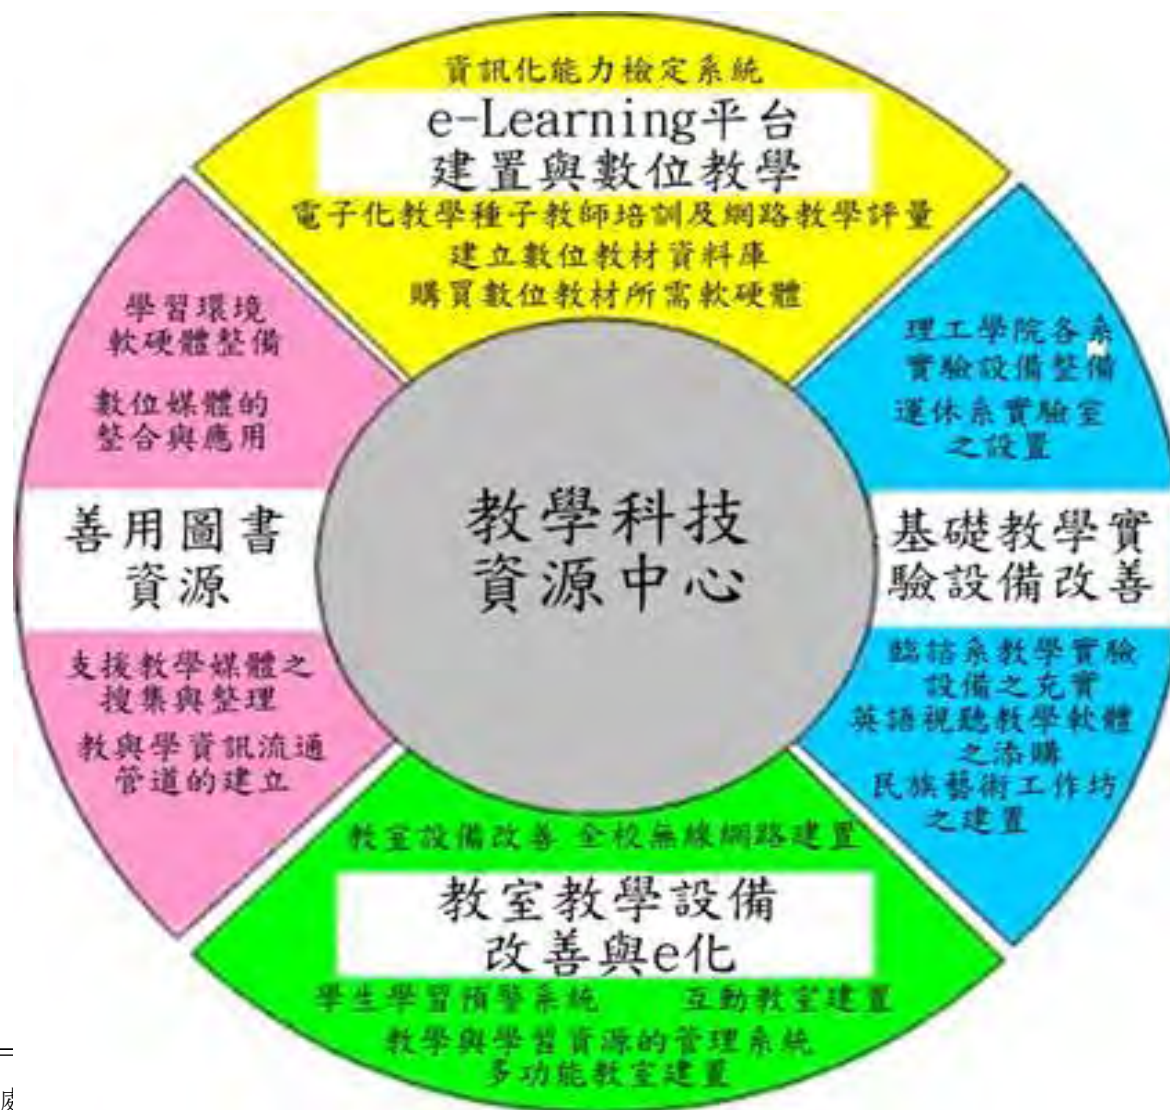 資訊化能力檢定系統
e-Learning平台
建置與數位教學
電子化教學種子教師培訓及網路教學評量
建立數位教材資料庫
購買數位教材所需軟硬體
學習環境
軟硬體整備
數位媒體的
整合與應用
善用圖書
資源
支援教學媒體之
搜集與整理
教與學資訊流通
管道的建立
教學科技
資源中心
理工學院各系
實驗設備整備
運休系實驗室
之設置
基礎教學實
驗設備改善
臨諮系教學實驗
設備之充實
英語視聽教學軟體
之添購
民族藝術工作坊
之建置
教室設備改善 全校無線網路建置
教室教學設備
改善與e化
學生學習預警系統 互動教室建置
教學與學習資源的管理系統
多功能教室建置